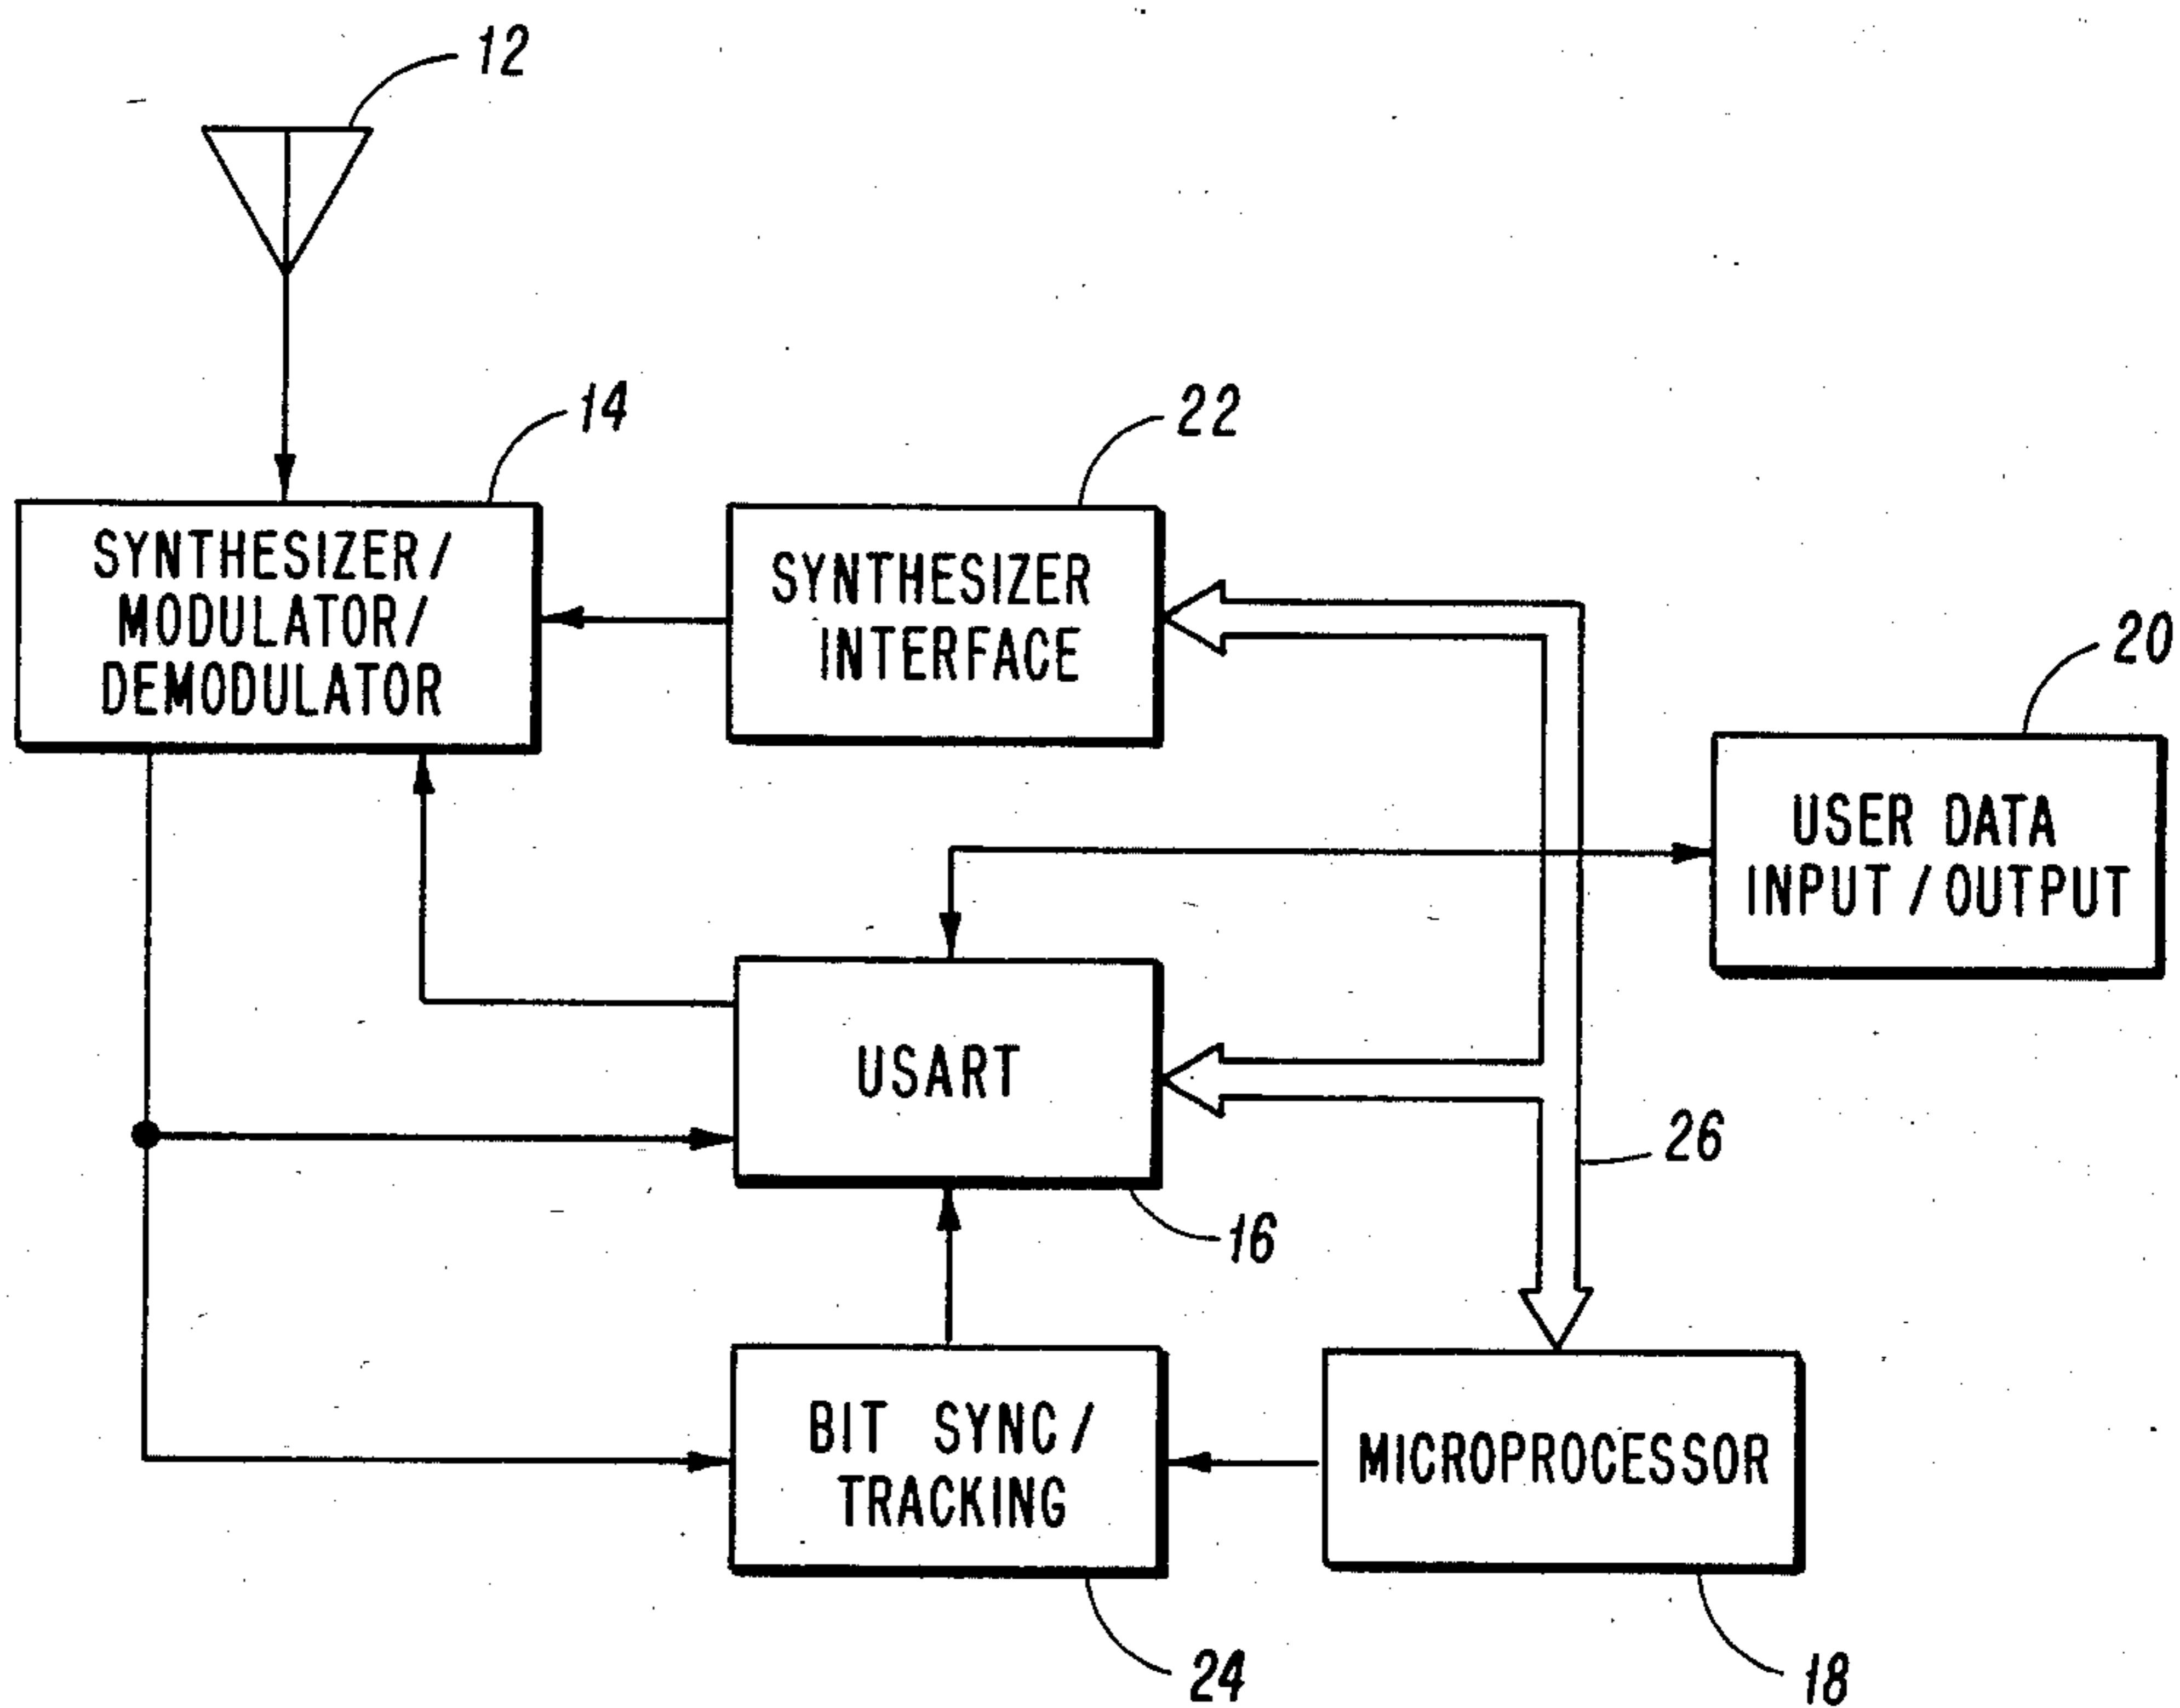 12
14
22
SYNTHESIZER/
MODULATOR/
DEMODULATOR
SYNTHESIZER
INTERFACE
20
USER DATA
INPUT/OUTPUT
USART
26
16
BIT SYNC/
TRACKING
MICROPROCESSOR
24
18